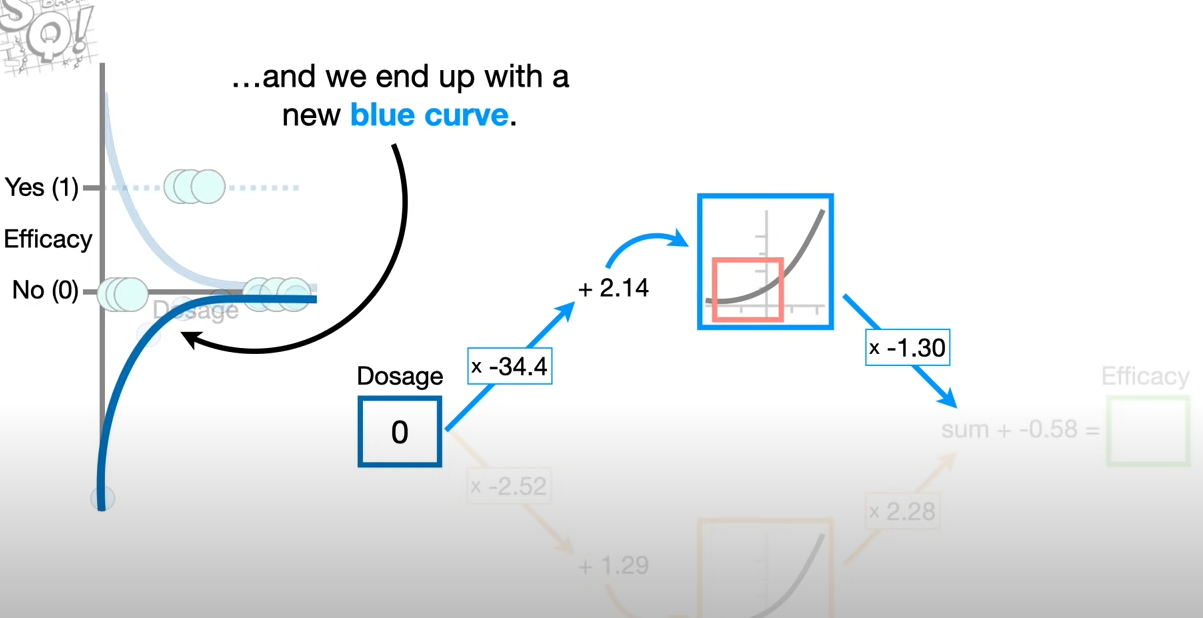 …and we end up with a
new blue curve.
Yes (1)
Efficacy
No (0)
Dosage
+ 2.14
x -34.4
x -1.30
Dosage
0
Efficacy
sum + -0.58 =
x -2.52
x 2.28
+ 1.29